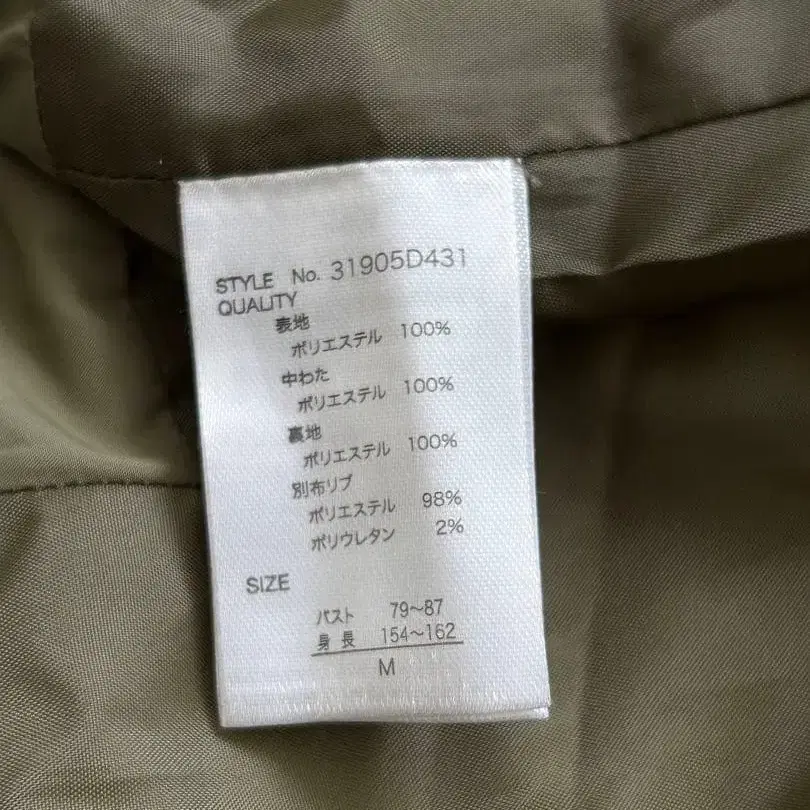 STYLE No. 31905D431
QUALITY
表地
ポリエステル 100%
中わた
ポリエステル 100%
裏地
ポリエステル 100%
別布リブ
ポリエステル 98%
ポリウレタン 2%
SIZE
バスト 79〜87
身長 154〜162
M